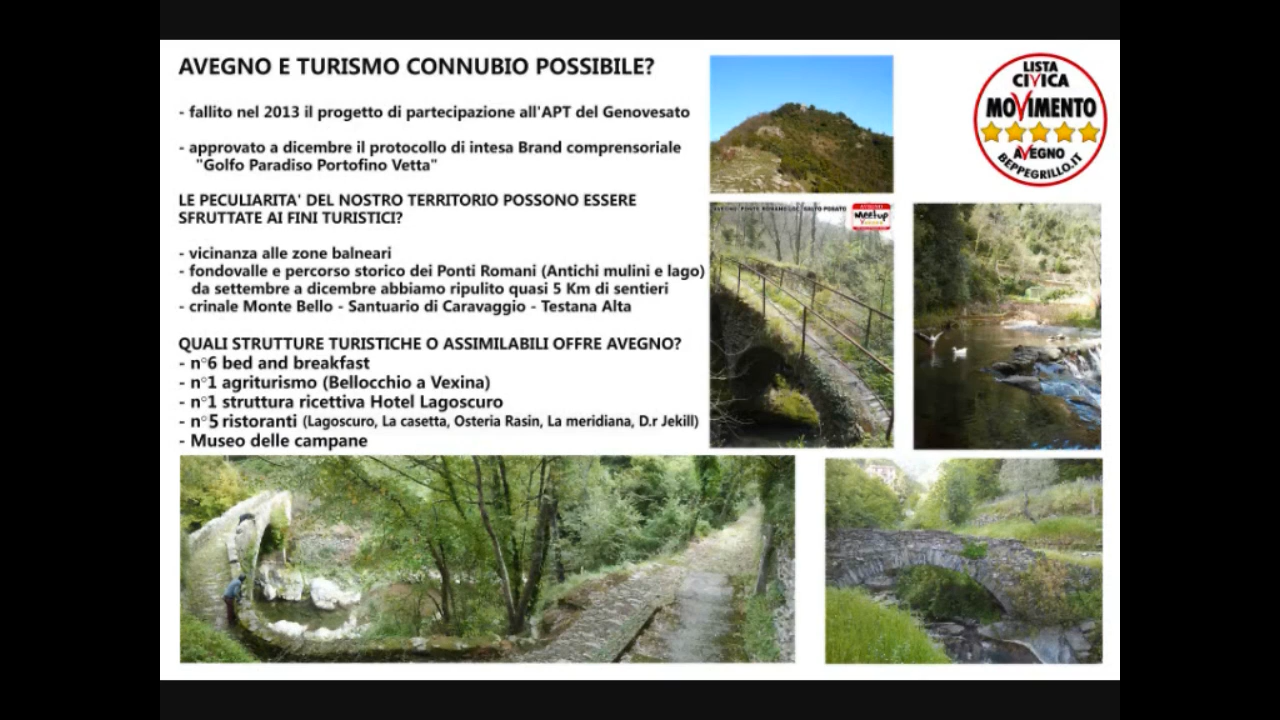 AVEGNO E TURISMO CONNUBIO POSSIBILE?
- fallito nel 2013 il progetto di partecipazione all'APT del Genovesato
- approvato a dicembre il protocollo di intesa Brand comprensoriale
"Golfo Paradiso Portofino Vetta"
LE PECULIARITA' DEL NOSTRO TERRITORIO POSSONO ESSERE
SFRUTTATE AI FINI TURISTICI?
- vicinanza alle zone balneari
- fondovalle e percorso storico dei Ponti Romani (Antichi mulini e lago)
da settembre a dicembre abbiamo ripulito quasi 5 Km di sentieri
- crinale Monte Bello - Santuario di Caravaggio - Testana Alta
QUALI STRUTTURE TURISTICHE O ASSIMILABILI OFFRE AVEGNO?
- n°6 bed and breakfast
- n°1 agriturismo (Bellocchio a Vexina)
- n°1 struttura ricettiva Hotel Lagoscuro
- n°5 ristoranti (Lagoscuro, La casetta, Osteria Rasin, La meridiana, D.r Jekill)
- Museo delle campane
LISTA
CIVICA
MOVIMENTO
AVEGNO
BEPPEGRILLO.IT
Meetup